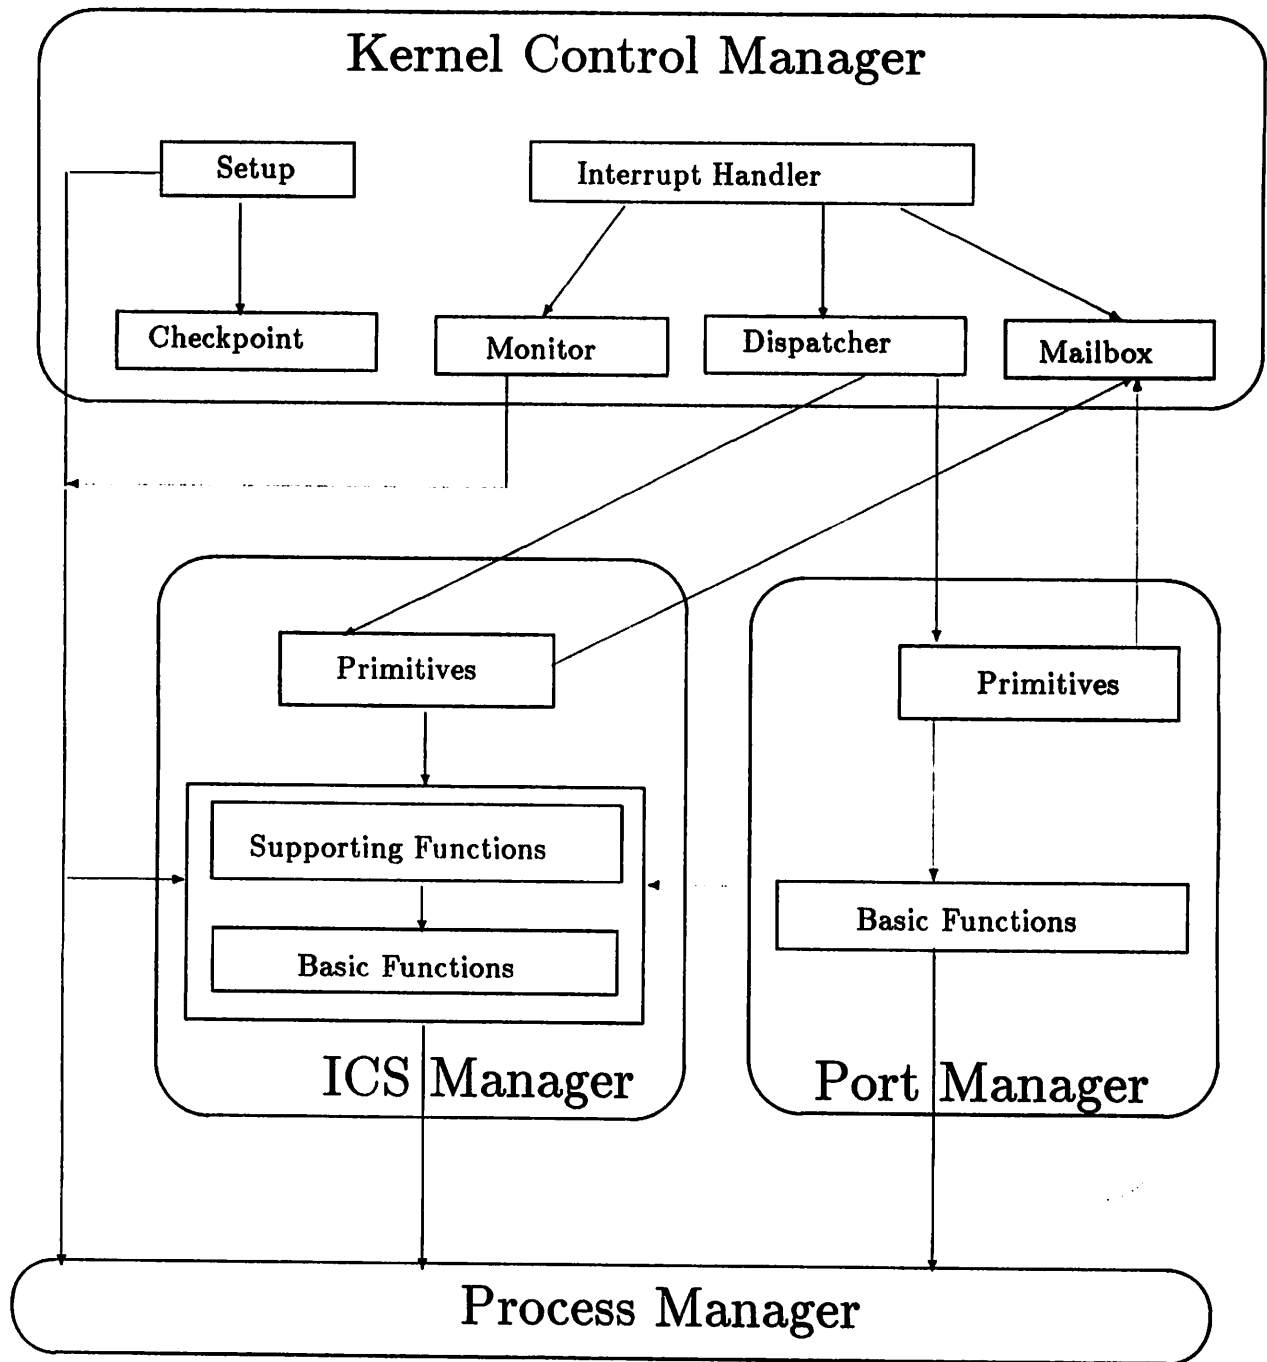 Kernel Control Manager
Setup
Interrupt Handler
Checkpoint
Monitor
Dispatcher
Mailbox
Primitives
Primitives
Supporting Functions
Basic Functions
Basic Functions
ICS Manager
Port Manager
Process Manager